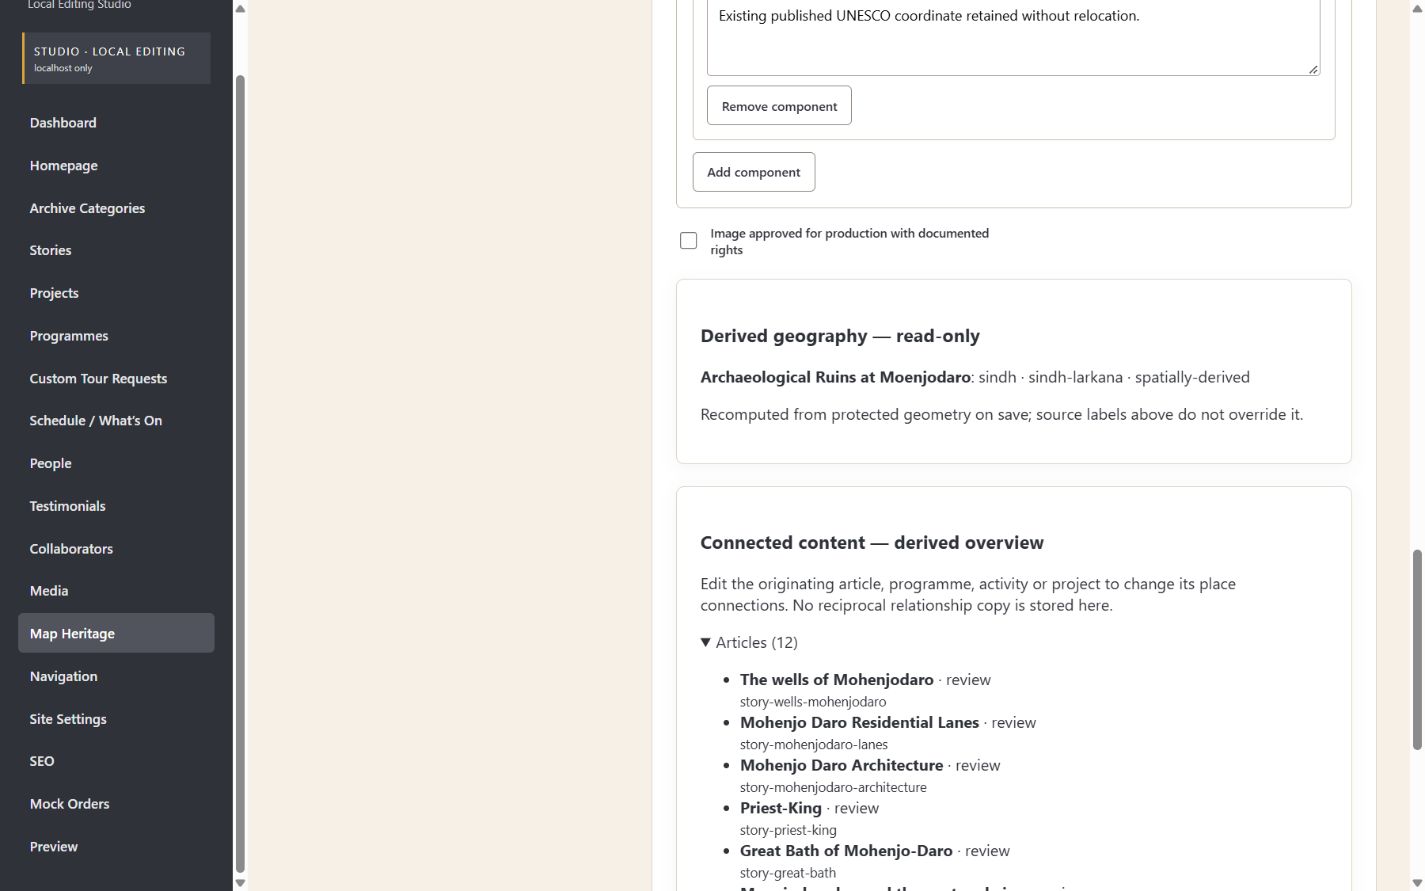 Local Editing Studio
STUDIO - LOCAL EDITING
localhost only
Dashboard
Homepage
Archive Categories
Stories
Projects
Programmes
Custom Tour Requests
Schedule / What's On
People
Testimonials
Collaborators
Media
Map Heritage
Navigation
Site Settings
SEO
Mock Orders
Preview
Existing published UNESCO coordinate retained without relocation.
Remove component
Add component
Image approved for production with documented
rights
Derived geography — read-only
Archaeological Ruins at Moenjodaro: sindh · sindh-larkana · spatially-derived
Recomputed from protected geometry on save; source labels above do not override it.
Connected content — derived overview
Edit the originating article, programme, activity or project to change its place
connections. No reciprocal relationship copy is stored here.
▼ Articles (12)
• The wells of Mohenjodaro · review
story-wells-mohenjodaro
• Mohenjo Daro Residential Lanes · review
story-mohenjodaro-lanes
• Mohenjo Daro Architecture · review
story-mohenjodaro-architecture
• Priest-King · review
story-priest-king
• Great Bath of Mohenjo-Daro · review
story-great-bath